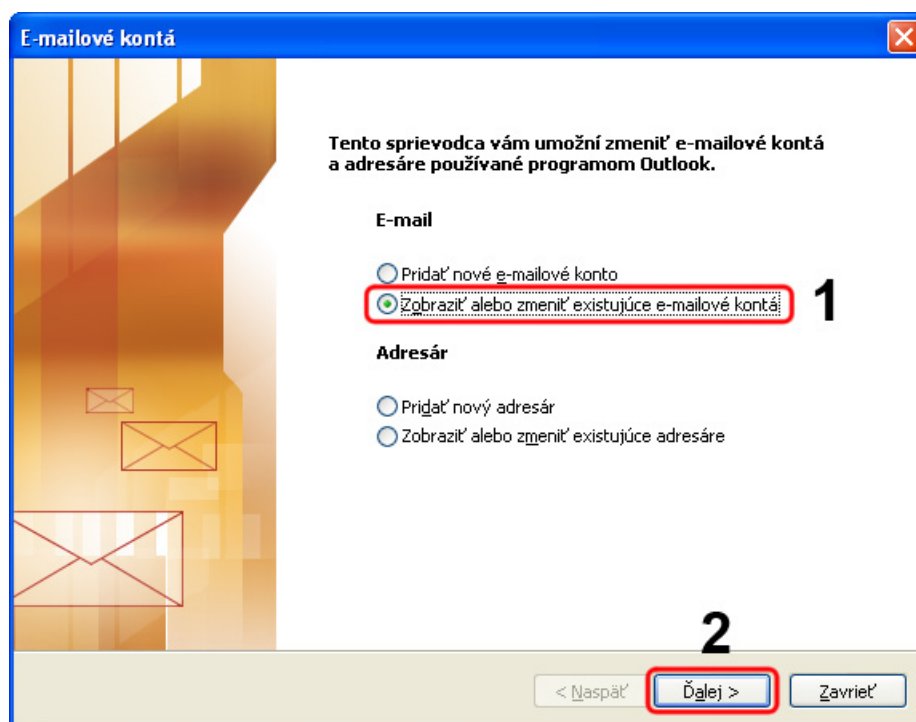 E-mailové kontá
Tento sprievodca vám umožní zmeniť e-mailové kontá
a adresáre používané programom Outlook.
E-mail
Pridať nové e-mailové konto
Zobraziť alebo zmeniť existujúce e-mailové kontá
1
Adresár
Pridať nový adresár
Zobraziť alebo zmeniť existujúce adresáre
2
< Naspäť
Ďalej >
Zavrieť